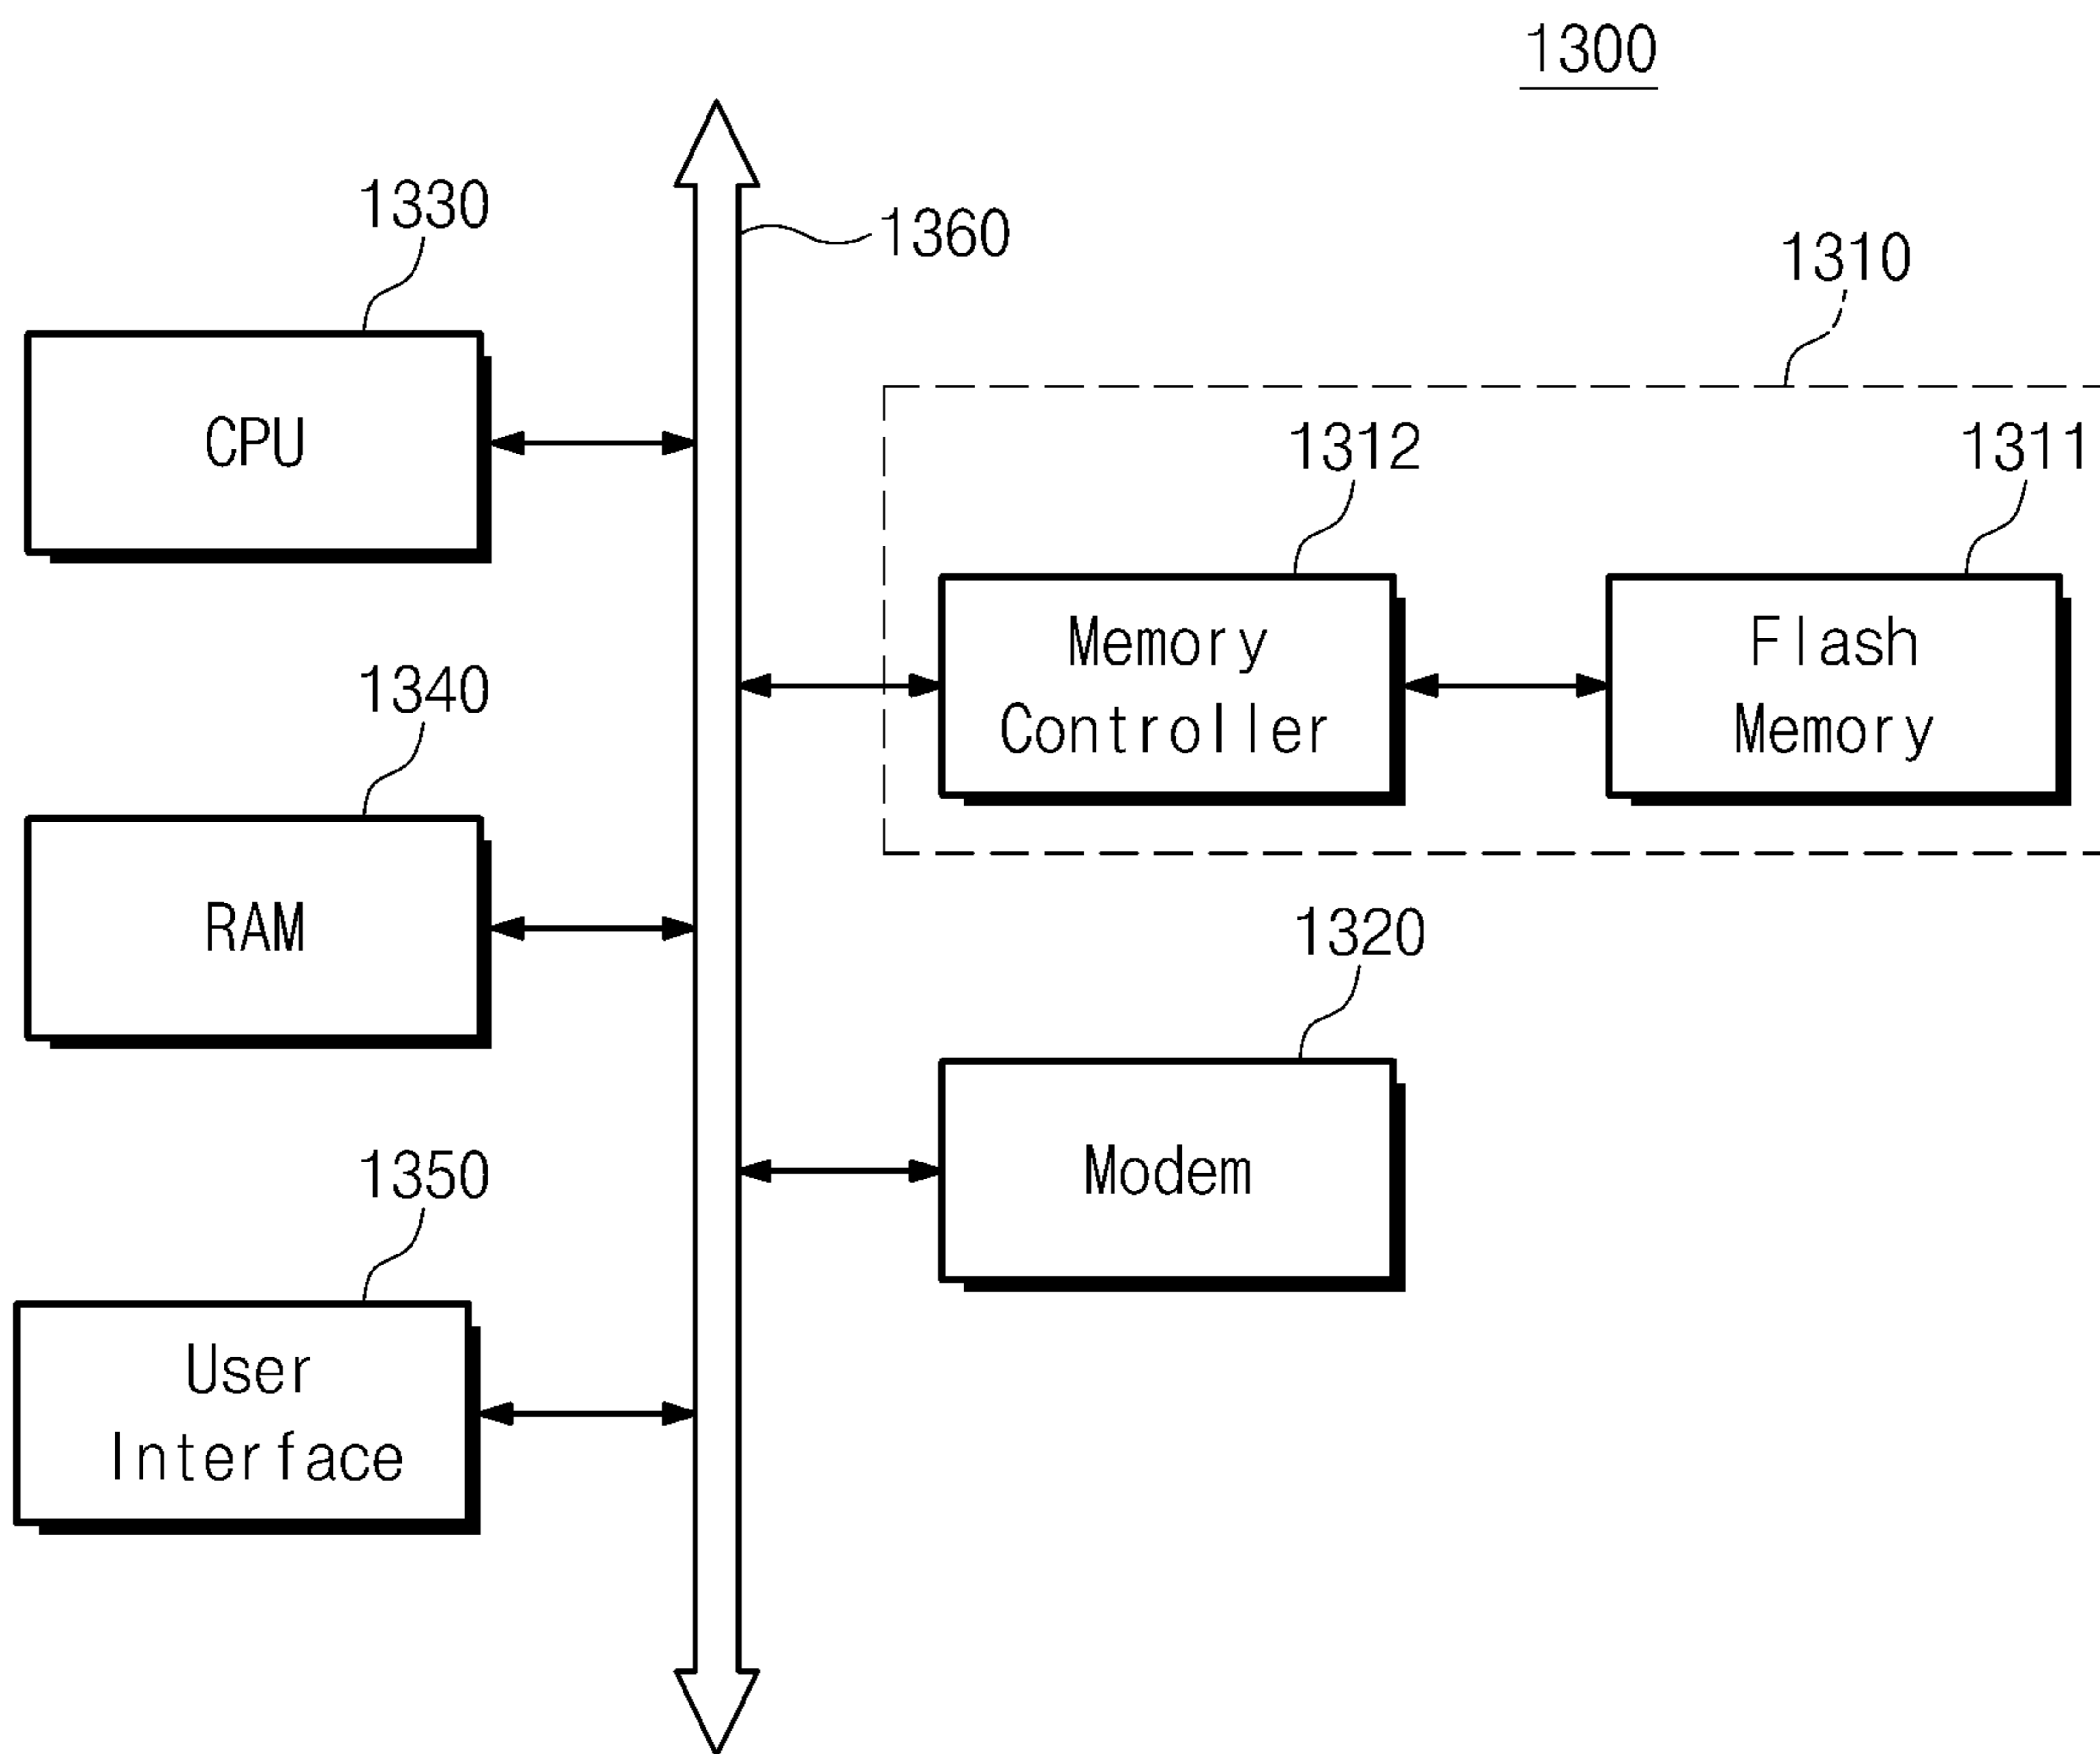 1300
1330
1360
1310
CPU
1312
1311
Memory
Controller
Flash
Memory
1340
RAM
1320
Modem
1350
User
Interface